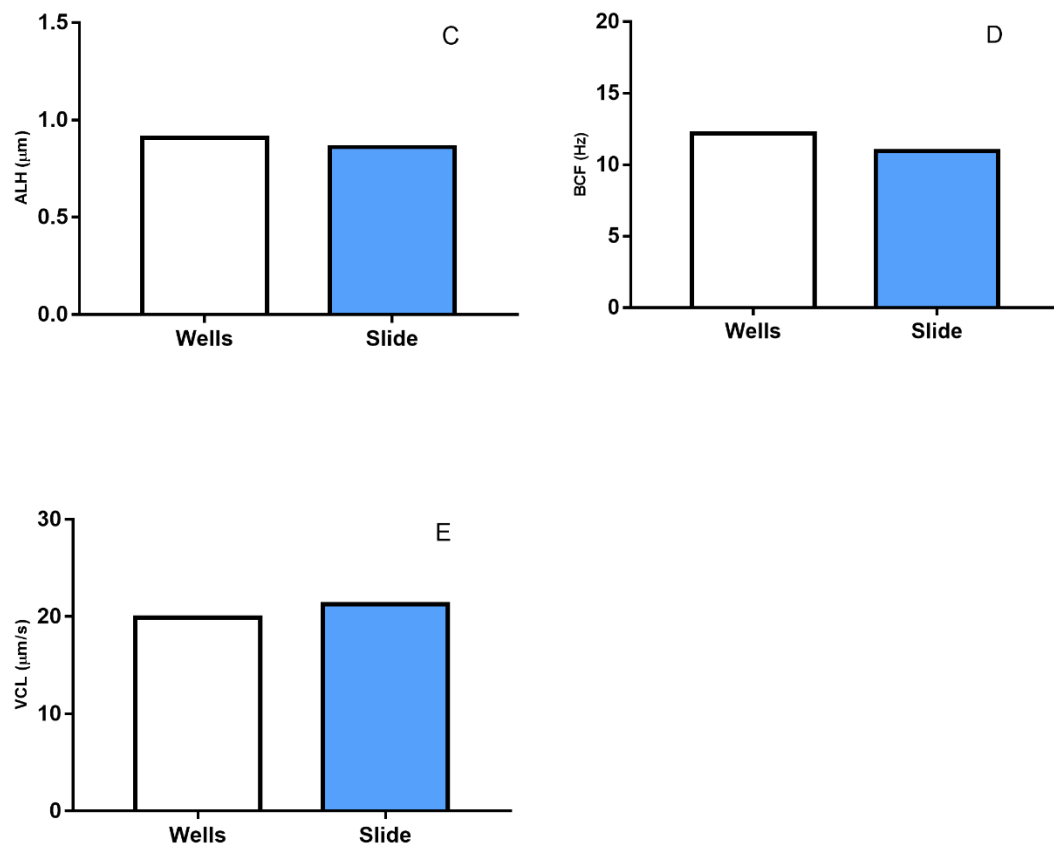 C
1.5
1.0
0.5
0.0
ALH (μm)
Wells Slide
D
20
15
10
5
0
BCF (Hz)
Wells Slide
E
30
20
10
0
VCL (μm/s)
Wells Slide